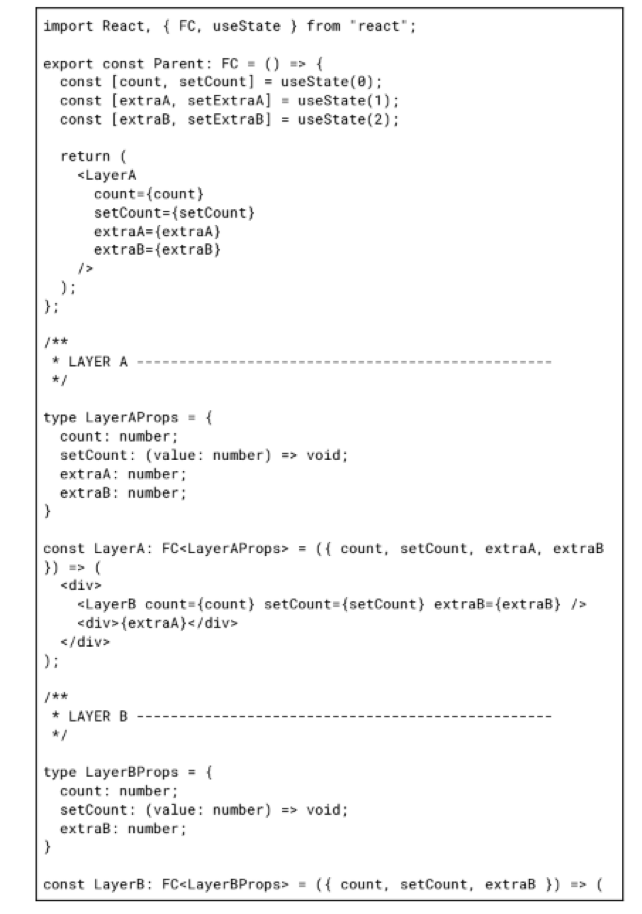 import React, { FC, useState } from "react";

export const Parent: FC = () => {
  const [count, setCount] = useState(0);
  const [extraA, setExtraA] = useState(1);
  const [extraB, setExtraB] = useState(2);

  return (
    <LayerA
      count={count}
      setCount={setCount}
      extraA={extraA}
      extraB={extraB}
    />
  );
};

/**
 * LAYER A -------------------------------------------------
 */

type LayerAProps = {
  count: number;
  setCount: (value: number) => void;
  extraA: number;
  extraB: number;
}

const LayerA: FC<LayerAProps> = ({ count, setCount, extraA, extraB
}) => (
  <div>
    <LayerB count={count} setCount={setCount} extraB={extraB} />
    <div>{extraA}</div>
  </div>
);

/**
 * LAYER B -------------------------------------------------
 */

type LayerBProps = {
  count: number;
  setCount: (value: number) => void;
  extraB: number;
}

const LayerB: FC<LayerBProps> = ({ count, setCount, extraB }) => (